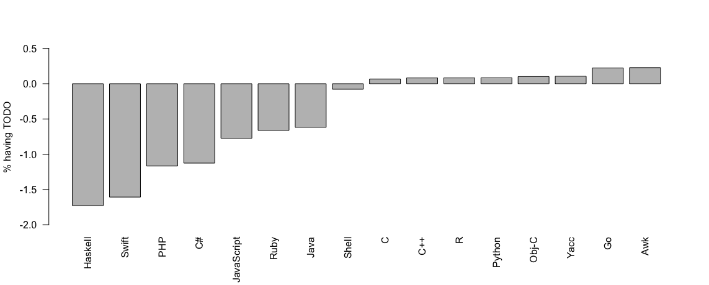 0.5
0.0
-0.5
-1.0
-1.5
-2.0
% having TODO
Haskell
Swift
PHP
C#
JavaScript
Ruby
Java
Shell
C
C++
R
Python
Obj-C
Yacc
Go
Awk